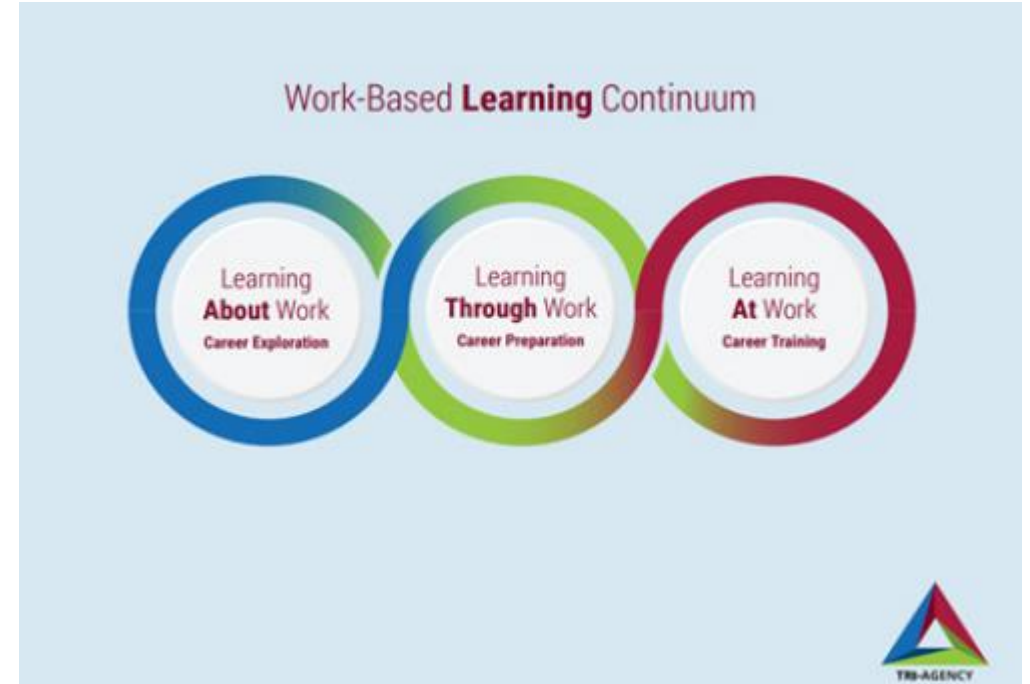 Work-Based Learning Continuum
Learning
About Work
Career Exploration
Learning
Through Work
Career Preparation
Learning
At Work
Career Training
TRI-AGENCY